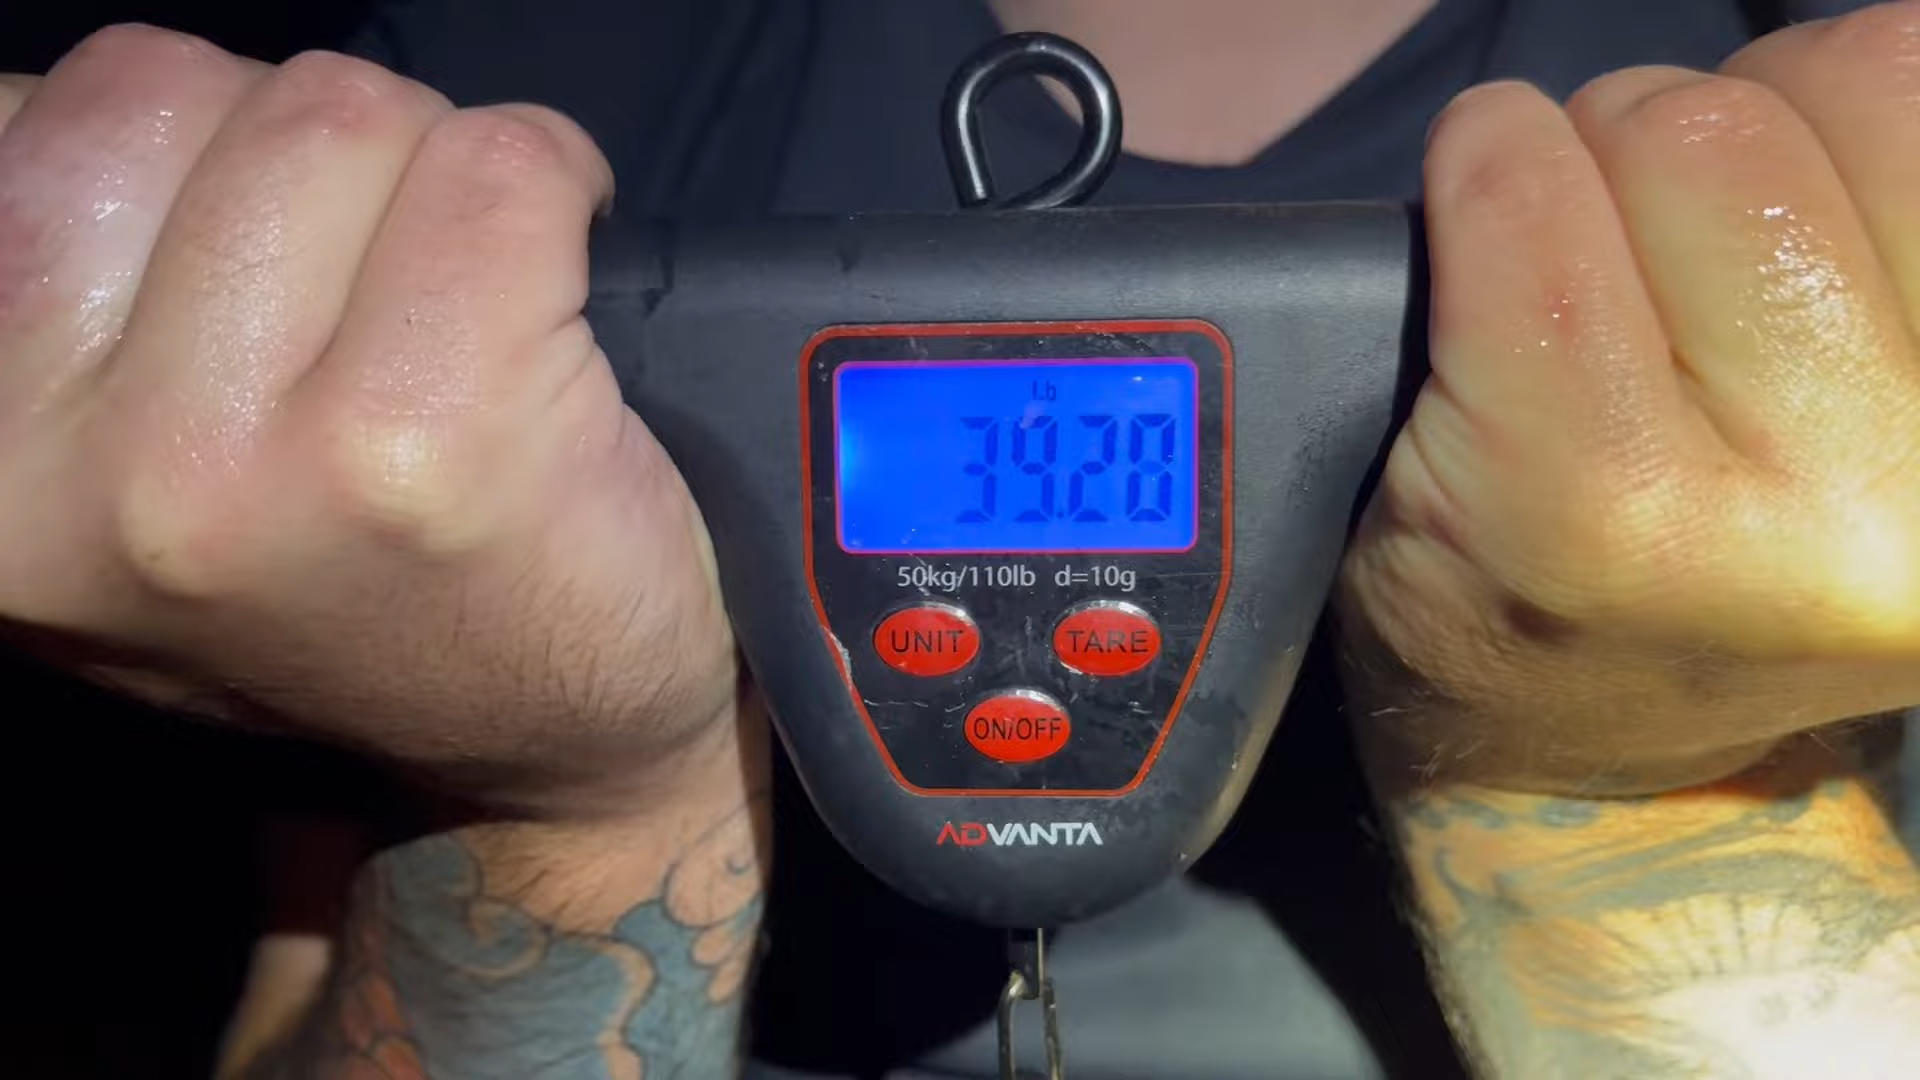 Lb
39.28
50kg/110lb d=10g
UNIT TARE
ON/OFF
ADVANTA